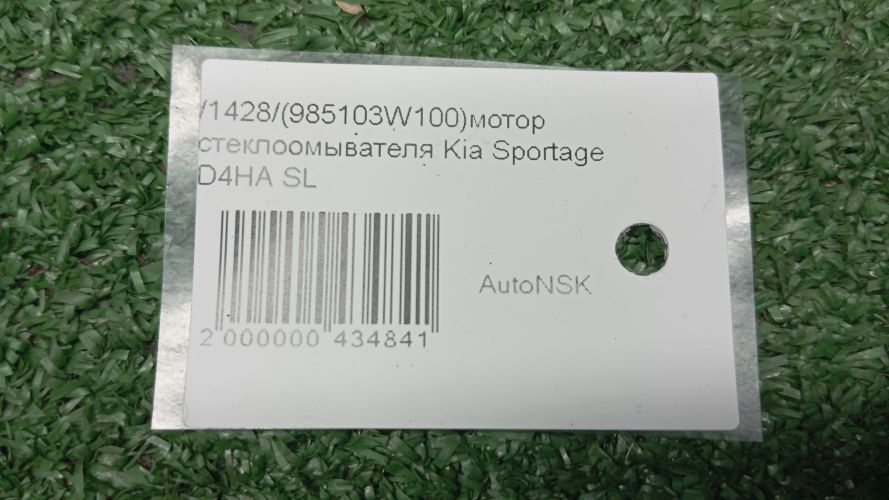 /1428/(985103W100)мотор
стеклоомывателя Kia Sportage
D4HA SL
AutoNSK
2 000000 434841